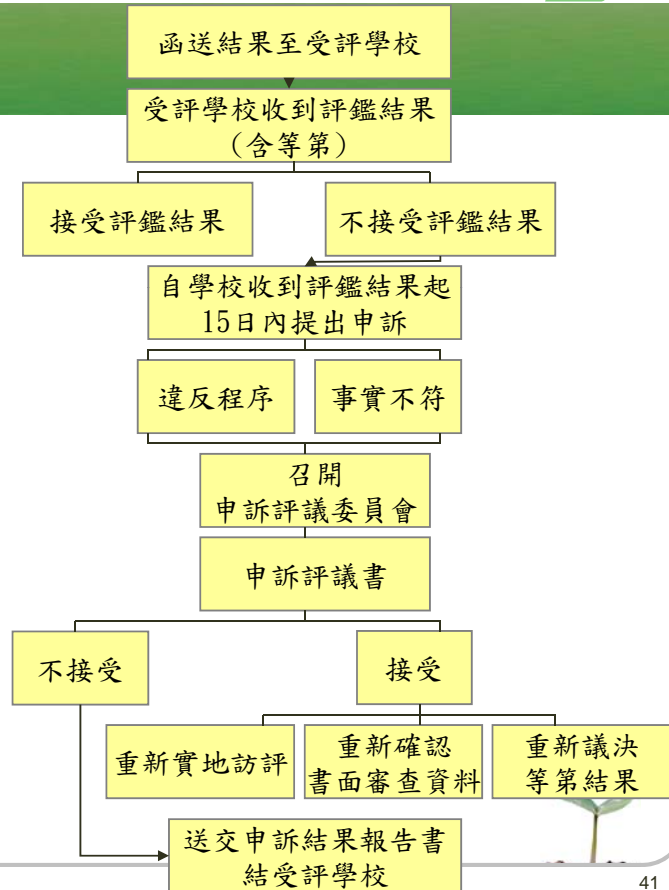 函送結果至受評學校
受評學校收到評鑑結果
(含等第)
接受評鑑結果
不接受評鑑結果
自學校收到評鑑結果起
15日內提出申訴
違反程序
事實不符
召開
申訴評議委員會
申訴評議書
不接受
接受
重新實地訪評
重新確認
書面審查資料
重新議決
等第結果
送交申訴結果報告書
結受評學校
41